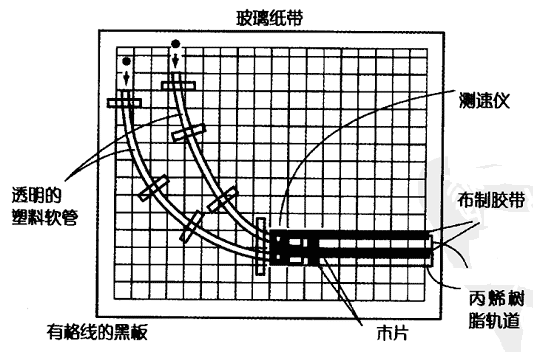 玻璃纸带
测速仪
透明的
塑料软管
布制胶带
丙烯树
脂轨道
有格线的黑板
木片